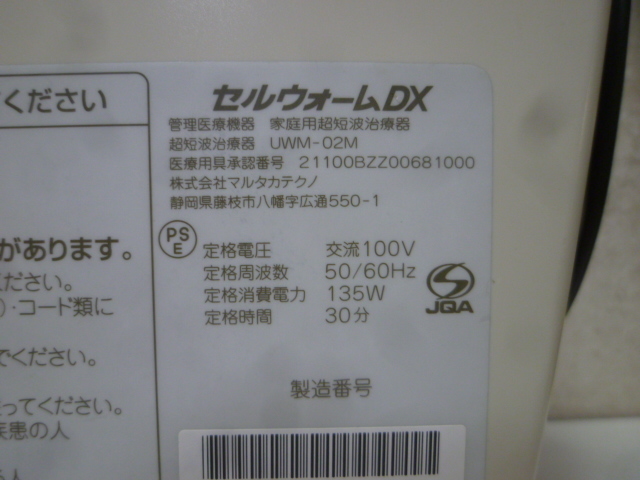 ください
があります。
ださい。
)・コード類に
でください。
ってください。
疾患の人
セルウォームDX
管理医療機器 家庭用超短波治療器
超短波治療器 UWM-02M
医療用具承認番号 21100BZZ00681000
株式会社マルタカテクノ
静岡県藤枝市八幡字広通550-1
PS
E
定格電圧 交流100V
定格周波数 50/60Hz
定格消費電力 135W
定格時間 30分
JQA
製造番号